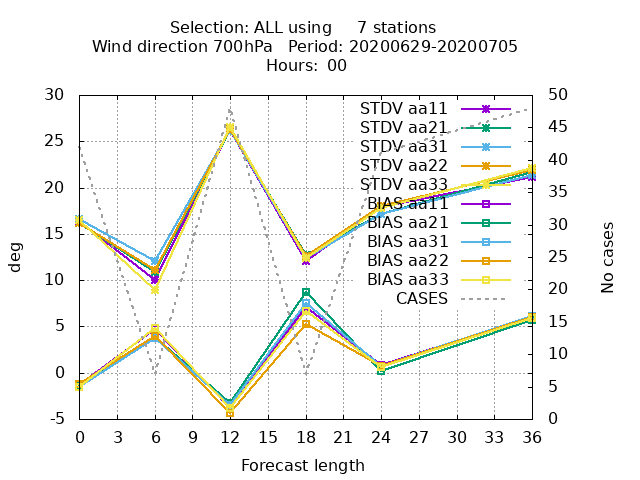 Selection: ALL using     7 stations
Wind direction 700hPa   Period: 20200629-20200705
Hours: 00
30 50
25 45
20 40
15 35
10 30
5 25
0 20
-5 15
10
5
0
deg
No cases
STDV aa11
STDV aa21
STDV aa31
STDV aa22
STDV aa33
BIAS aa11
BIAS aa21
BIAS aa31
BIAS aa22
BIAS aa33
CASES
0 3 6 9 12 15 18 21 24 27 30 33 36
Forecast length